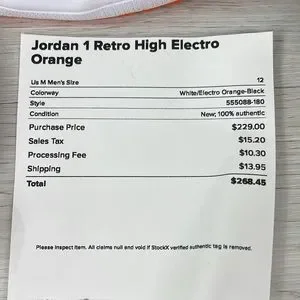 Jordan 1 Retro High Electro
Orange
Us M Men's Size 12
Colorway White/Electro Orange-Black
Style 555088-180
Condition New; 100% authentic
Purchase Price $229.00
Sales Tax $15.20
Processing Fee $10.30
Shipping $13.95
Total $268.45
Please inspect item. All claims null and void if StockX verified authentic tag is removed.